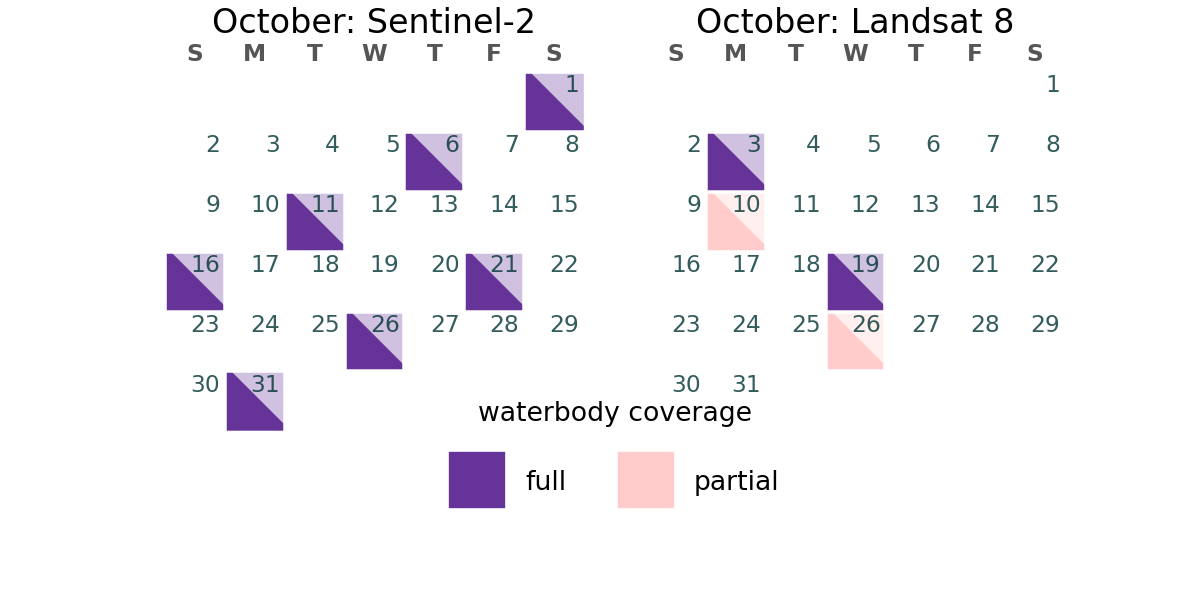 October: Sentinel-2
S M T W T F S
1
2 3 4 5 6 7 8
9 10 11 12 13 14 15
16 17 18 19 20 21 22
23 24 25 26 27 28 29
30 31
October: Landsat 8
S M T W T F S
1
2 3 4 5 6 7 8
9 10 11 12 13 14 15
16 17 18 19 20 21 22
23 24 25 26 27 28 29
30 31
waterbody coverage
full
partial